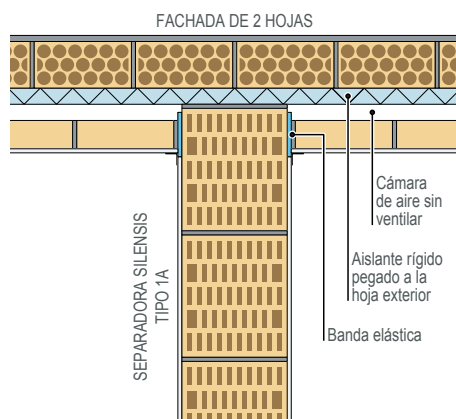 FACHADA DE 2 HOJAS
Cámara
de aire sin
ventilar
Aislante rígido
pegado a la
hoja exterior
Banda elástica
SEPARADORA SILENSIS
TIPO 1A